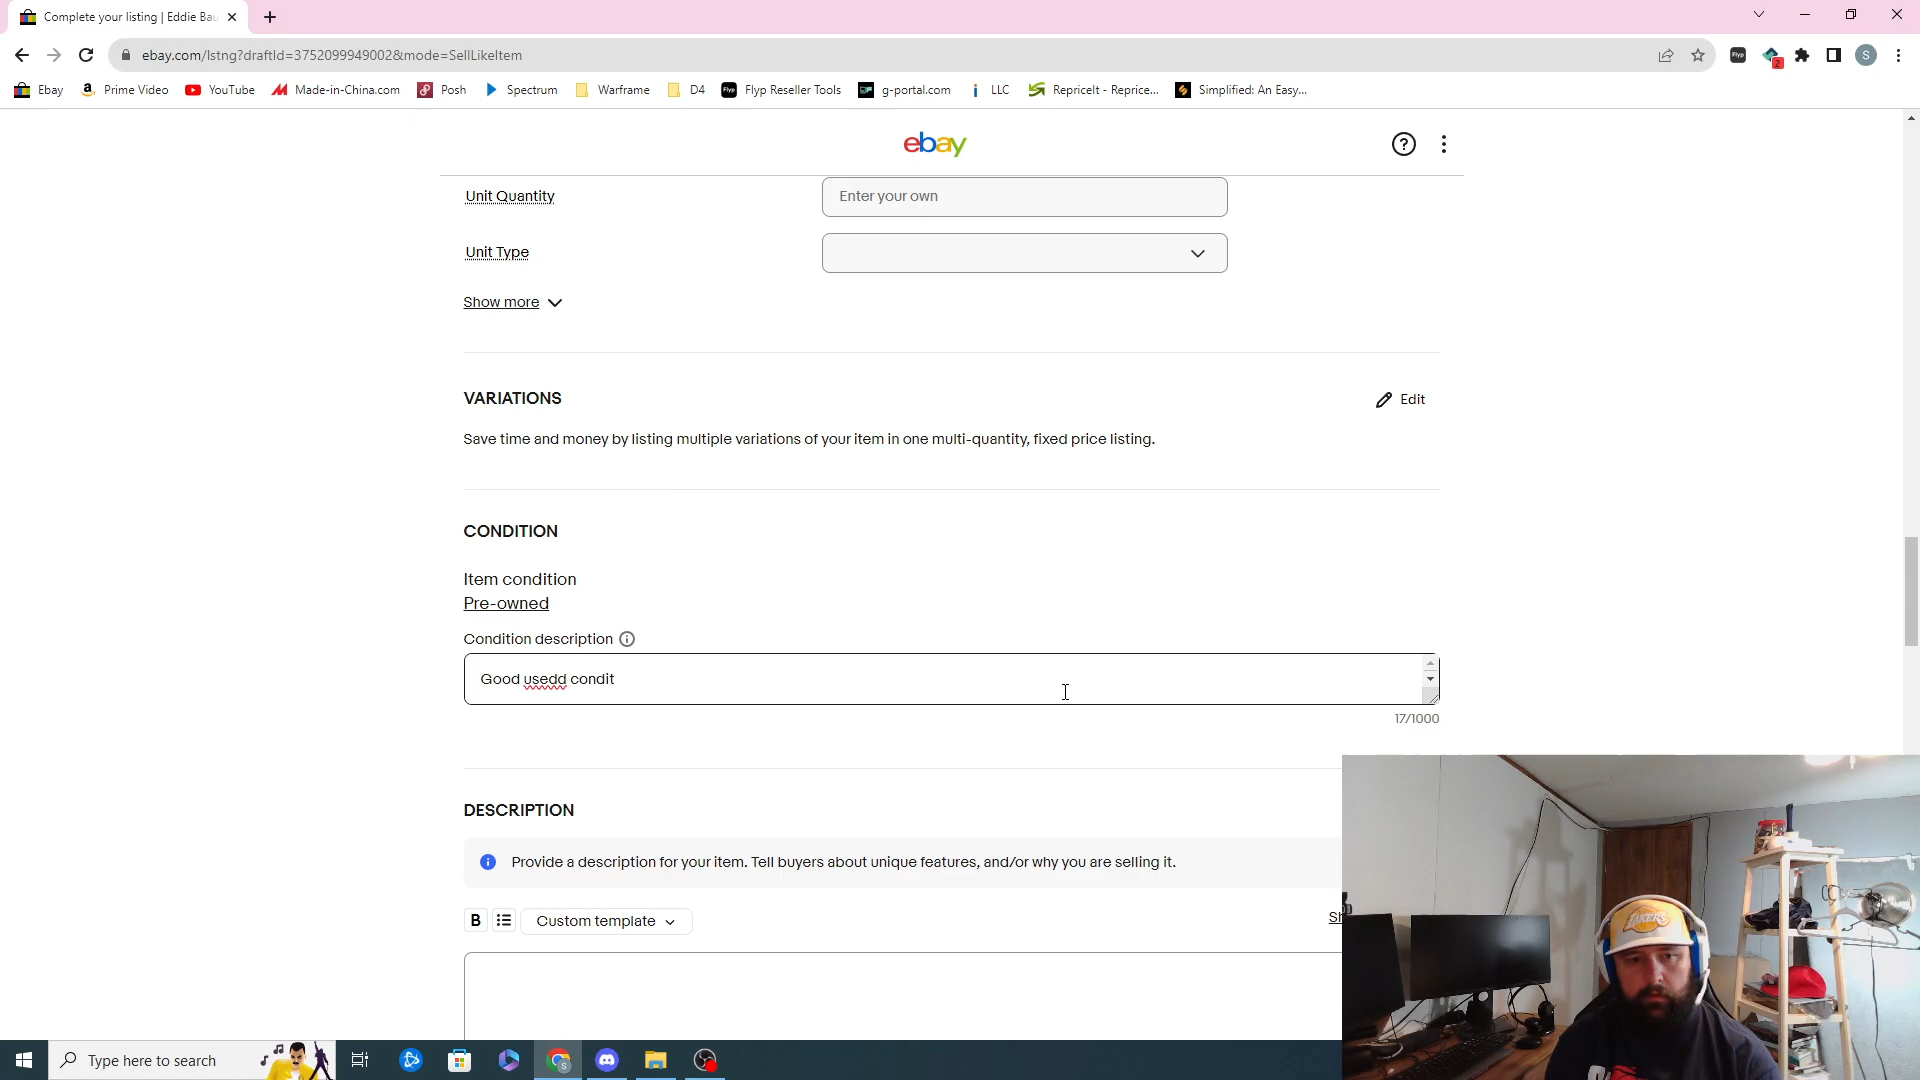 Complete your listing | Eddie Bau
ebay.com/lstng?draftId=3752099949002&mode=SellLikeItem
Flyp
2
S
Ebay
Prime Video
YouTube
Made-in-China.com
Posh
Spectrum
Warframe
D4
Flyp Reseller Tools
g-portal.com
LLC
RepriceIt - Reprice...
Simplified: An Easy...
ebay
Unit Quantity
Enter your own
Unit Type
Show more
VARIATIONS
Edit
Save time and money by listing multiple variations of your item in one multi-quantity, fixed price listing.
CONDITION
Item condition
Pre-owned
Condition description
Good usedd condit
17/1000
DESCRIPTION
Provide a description for your item. Tell buyers about unique features, and/or why you are selling it.
B
Custom template
Sh
LAKERS
Type here to search